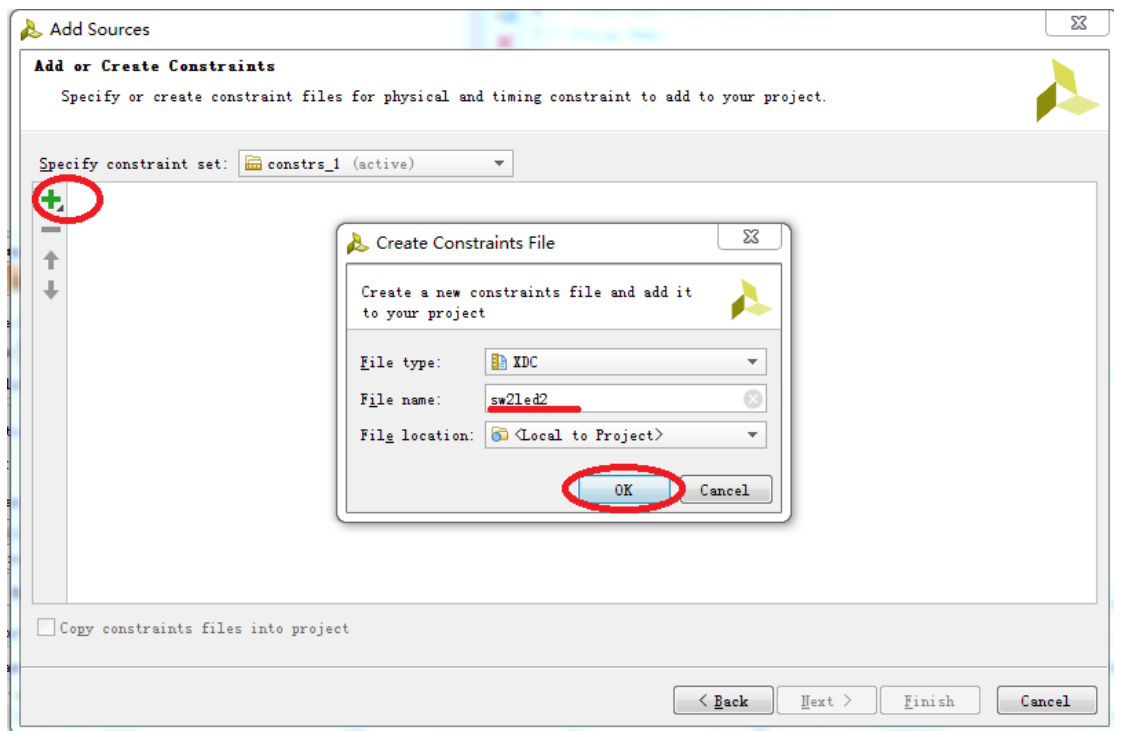 Add Sources
Add or Create Constraints
Specify or create constraint files for physical and timing constraint to add to your project.
Specify constraint set: constrs_1 (active)
Create Constraints File
Create a new constraints file and add it
to your project
File type: XDC
File name: sw2led2
File location: <Local to Project>
OK Cancel
Copy constraints files into project
< Back Next > Finish Cancel